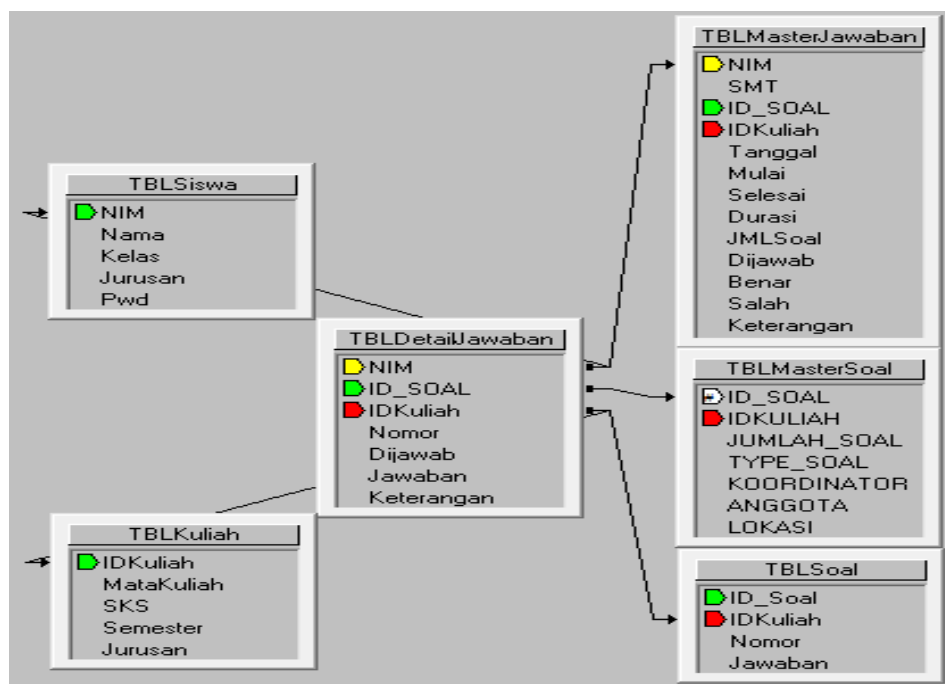 TBLMasterJawaban
NIM
SMT
ID_SOAL
IDKuliah
Tanggal
Mulai
Selesai
Durasi
JMLSoal
Dijawab
Benar
Salah
Keterangan
TBLSiswa
NIM
Nama
Kelas
Jurusan
Pwd
TBLDetailJawaban
NIM
ID_SOAL
IDKuliah
Nomor
Dijawab
Jawaban
Keterangan
TBLMasterSoal
ID_SOAL
IDKULIAH
JUMLAH_SOAL
TYPE_SOAL
KOORDINATOR
ANGGOTA
LOKASI
TBLKuliah
IDKuliah
MataKuliah
SKS
Semester
Jurusan
TBLSoal
ID_Soal
IDKuliah
Nomor
Jawaban